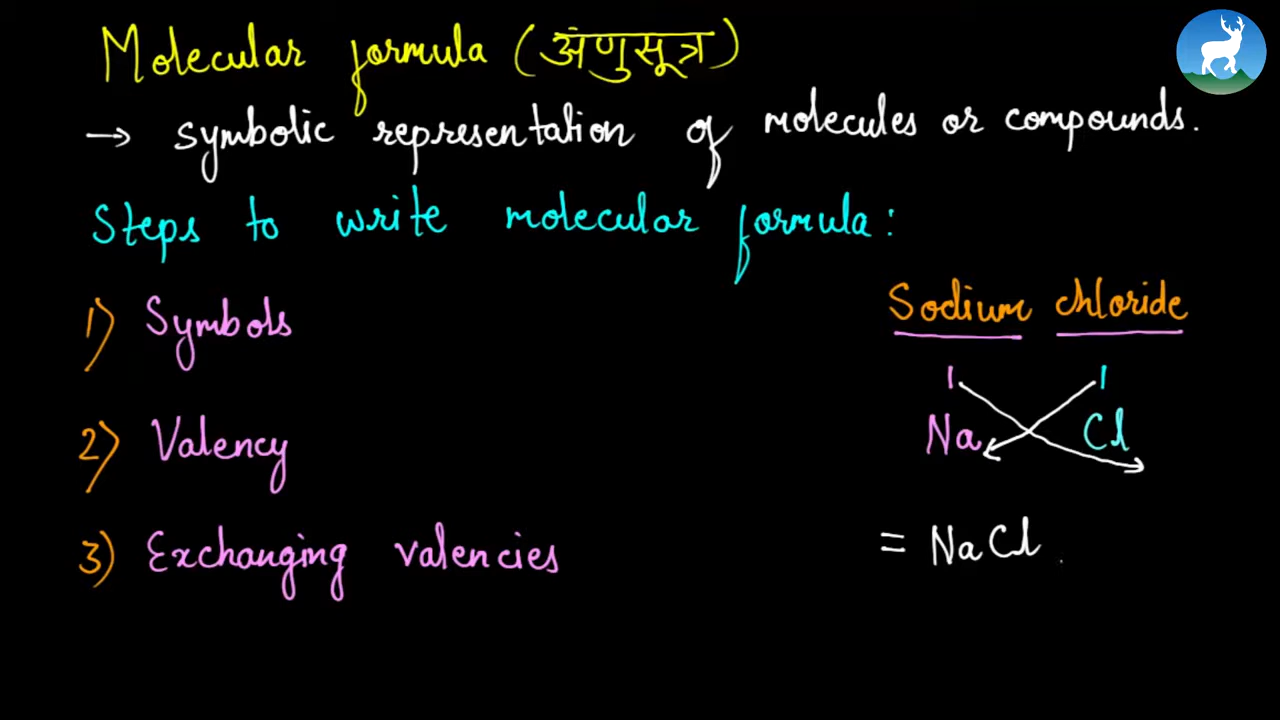 Molecular formula (अणुसूत्र)
→ symbolic representation of molecules or compounds.
Steps to write molecular formula:
1) Symbols
2) Valency
3) Exchanging valencies
Sodium chloride
1 1
Na Cl
= NaCl